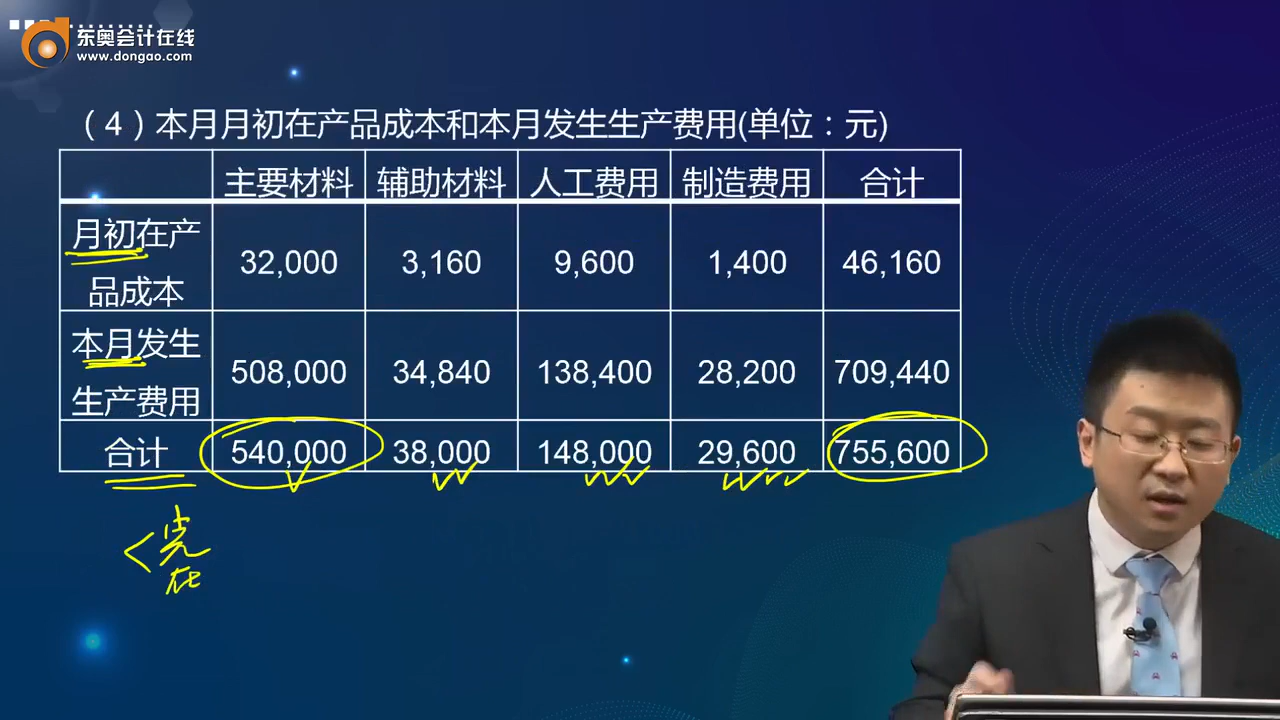 东奥会计在线
www.dongao.com
（4）本月月初在产品成本和本月发生生产费用(单位：元)
主要材料 辅助材料 人工费用 制造费用 合计
月初在产
品成本 32,000 3,160 9,600 1,400 46,160
本月发生
生产费用 508,000 34,840 138,400 28,200 709,440
合计 540,000 38,000 148,000 29,600 755,600
完
在